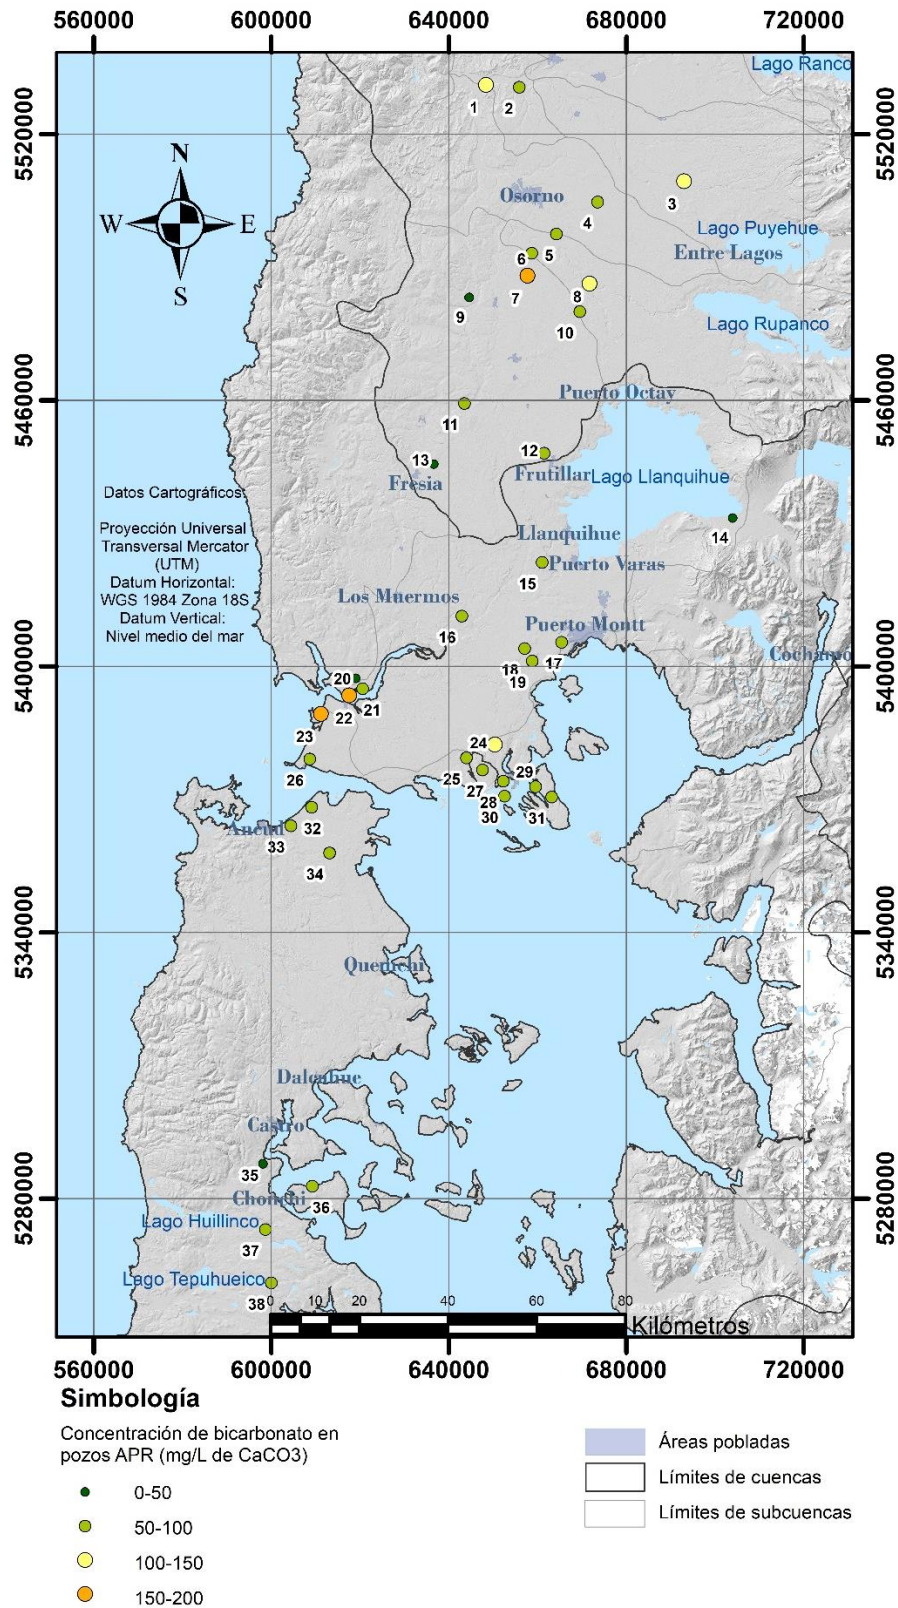 560000 600000 640000 680000 720000
Lago Ranco
1 2
5520000 5520000
N
W E
S
Osorno
3
4
Lago Puyehue
Entre Lagos
6 5
7 8
9
10
Lago Rupanco
Puerto Octay
5460000 5460000
11
12
13
Frutillar
Lago Llanquihue
Fresia
Datos Cartográficos:
Proyección Universal
Transversal Mercator
(UTM)
Datum Horizontal:
WGS 1984 Zona 18S
Datum Vertical:
Nivel medio del mar
14
Llanquihue
15
Puerto Varas
Los Muermos
16
Puerto Montt
17
18
19
Cochamo
5400000 5400000
20
21
22
23
24
25
26
27
28
29
30
31
32
Ancud
33
34
5340000 5340000
Quemchi
Dalcahue
Castro
35
Chonchi
36
5280000 5280000
Lago Huillinco
37
Lago Tepuhueico
38
0 10 20 40 60 80
Kilómetros
560000 600000 640000 680000 720000
Simbología
Concentración de bicarbonato en
pozos APR (mg/L de CaCO3)
0-50
50-100
100-150
150-200
Áreas pobladas
Límites de cuencas
Límites de subcuencas